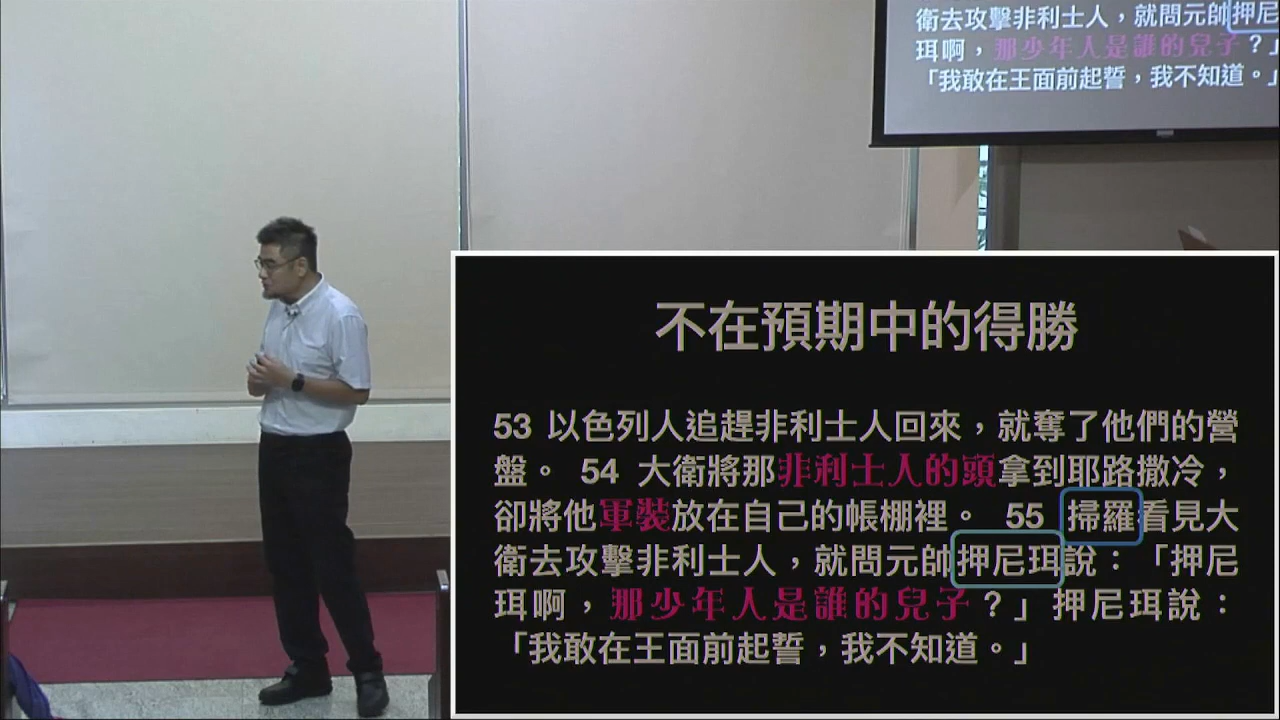 衛去攻擊非利士人，就問元帥押尼
珥啊，那少年人是誰的兒子？」
「我敢在王面前起誓，我不知道。」
不在預期中的得勝
53 以色列人追趕非利士人回來，就奪了他們的營
盤。 54 大衛將那非利士人的頭拿到耶路撒冷，
卻將他軍裝放在自己的帳棚裡。 55 掃羅看見大
衛去攻擊非利士人，就問元帥押尼珥說：「押尼
珥啊，那少年人是誰的兒子？」押尼珥說：
「我敢在王面前起誓，我不知道。」